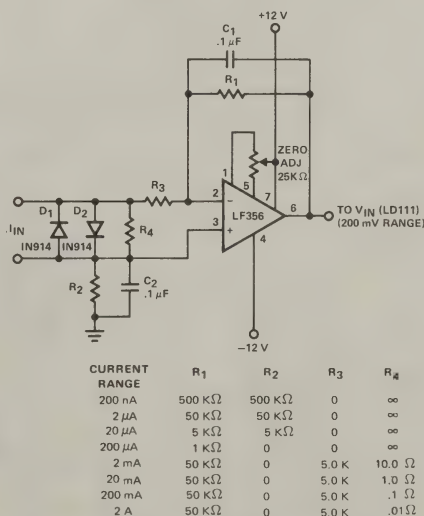 +12 V
C1
.1 µF
R1
ZERO
ADJ
25KΩ
1
5
7
R3
2
−
LF356
6
TO VIN (LD111)
(200 mV RANGE)
3
+
4
D1
D2
R4
IIN
IN914
IN914
R2
C2
.1 µF
−12 V
CURRENT RANGE R1 R2 R3 R4
200 nA 500 KΩ 500 KΩ 0 ∞
2 µA 50 KΩ 50 KΩ 0 ∞
20 µA 5 KΩ 5 KΩ 0 ∞
200 µA 1 KΩ 0 0 ∞
2 mA 50 KΩ 0 5.0 K 10.0 Ω
20 mA 50 KΩ 0 5.0 K 1.0 Ω
200 mA 50 KΩ 0 5.0 K .1 Ω
2 A 50 KΩ 0 5.0 K .01Ω